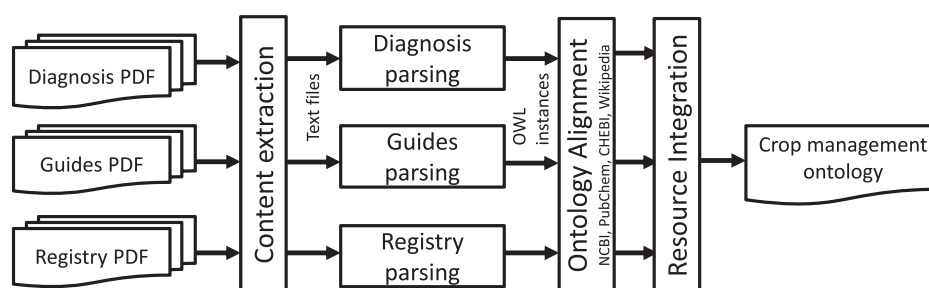 Diagnosis PDF
Guides PDF
Registry PDF
Content extraction
Text files
Diagnosis
parsing
Guides
parsing
Registry
parsing
OWL
instances
Ontology Alignment
NCBI, PubChem, CHEBI, Wikipedia
Resource Integration
Crop management
ontology